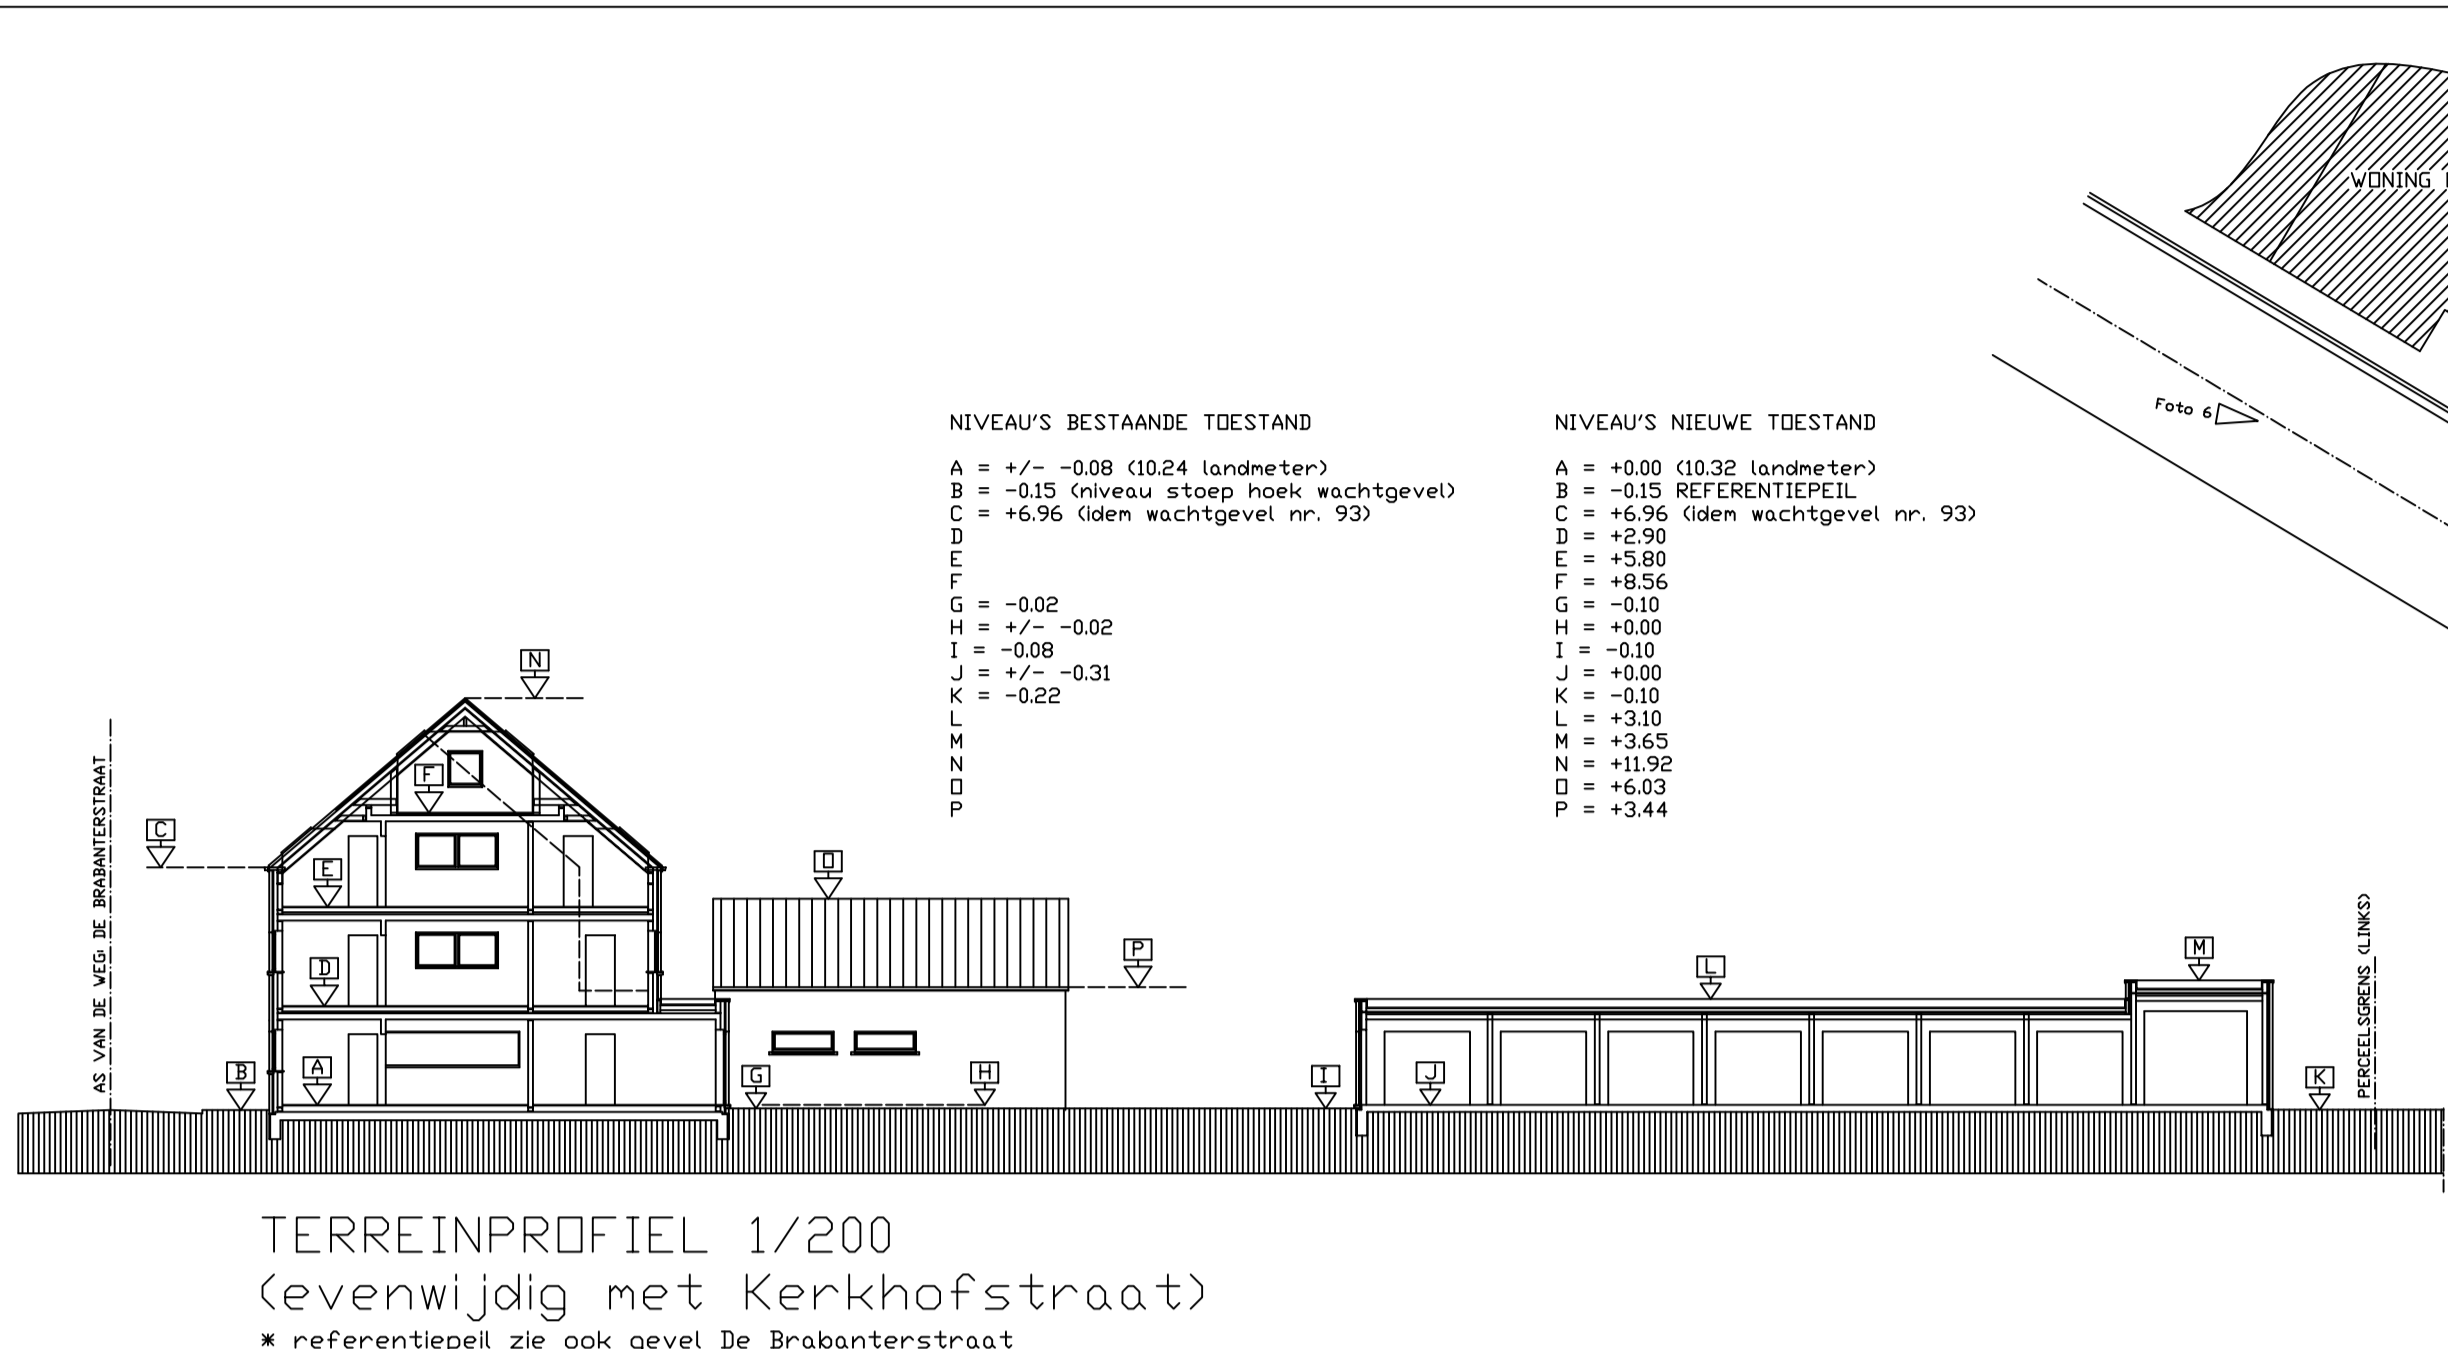 WONING
Foto 6
NIVEAU'S BESTAANDE TOESTAND
A = +/- -0.08 (10.24 landmeter)
B = -0.15 (niveau stoep hoek wachtgevel)
C = +6.96 (idem wachtgevel nr. 93)
D
E
F
G = -0.02
H = +/- -0.02
I = -0.08
J = +/- -0.31
K = -0.22
L
M
N
O
P
NIVEAU'S NIEUWE TOESTAND
A = +0.00 (10.32 landmeter)
B = -0.15 REFERENTIEPEIL
C = +6.96 (idem wachtgevel nr. 93)
D = +2.90
E = +5.80
F = +8.56
G = -0.10
H = +0.00
I = -0.10
J = +0.00
K = -0.10
L = +3.10
M = +3.65
N = +11.92
O = +6.03
P = +3.44
AS VAN DE WEG: DE BRABANTERSTRAAT
N
F
C
E
O
D
P
L
M
B
A
G
H
I
J
K
PERCEELSGRENS (LINKS)
TERREINPROFIEL 1/200
(evenwijdig met Kerkhofstraat)
* referentiepeil zie ook gevel De Brabanterstraat